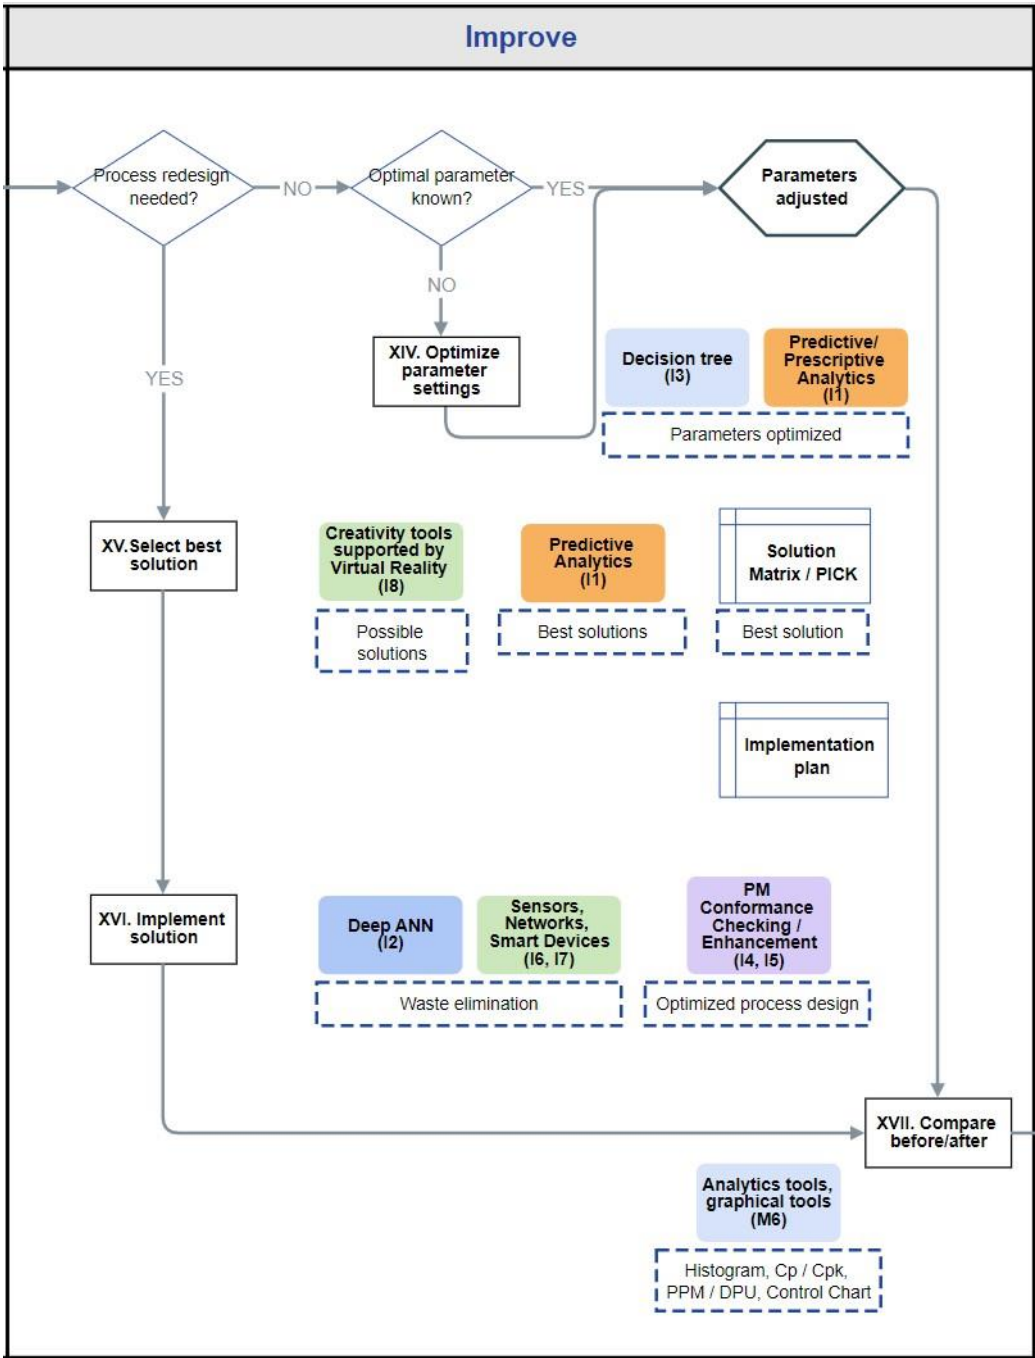 Improve
Process redesign
needed?
NO
Optimal parameter
known?
YES
Parameters
adjusted
NO
YES
XIV. Optimize
parameter
settings
Decision tree
(I3)
Predictive/
Prescriptive
Analytics
(I1)
Parameters optimized
XV.Select best
solution
Creativity tools
supported by
Virtual Reality
(I8)
Predictive
Analytics
(I1)
Solution
Matrix / PICK
Possible
solutions
Best solutions
Best solution
Implementation
plan
XVI. Implement
solution
Deep ANN
(I2)
Sensors,
Networks,
Smart Devices
(I6, I7)
PM
Conformance
Checking /
Enhancement
(I4, I5)
Waste elimination
Optimized process design
XVII. Compare
before/after
Analytics tools,
graphical tools
(M6)
Histogram, Cp / Cpk,
PPM / DPU, Control Chart